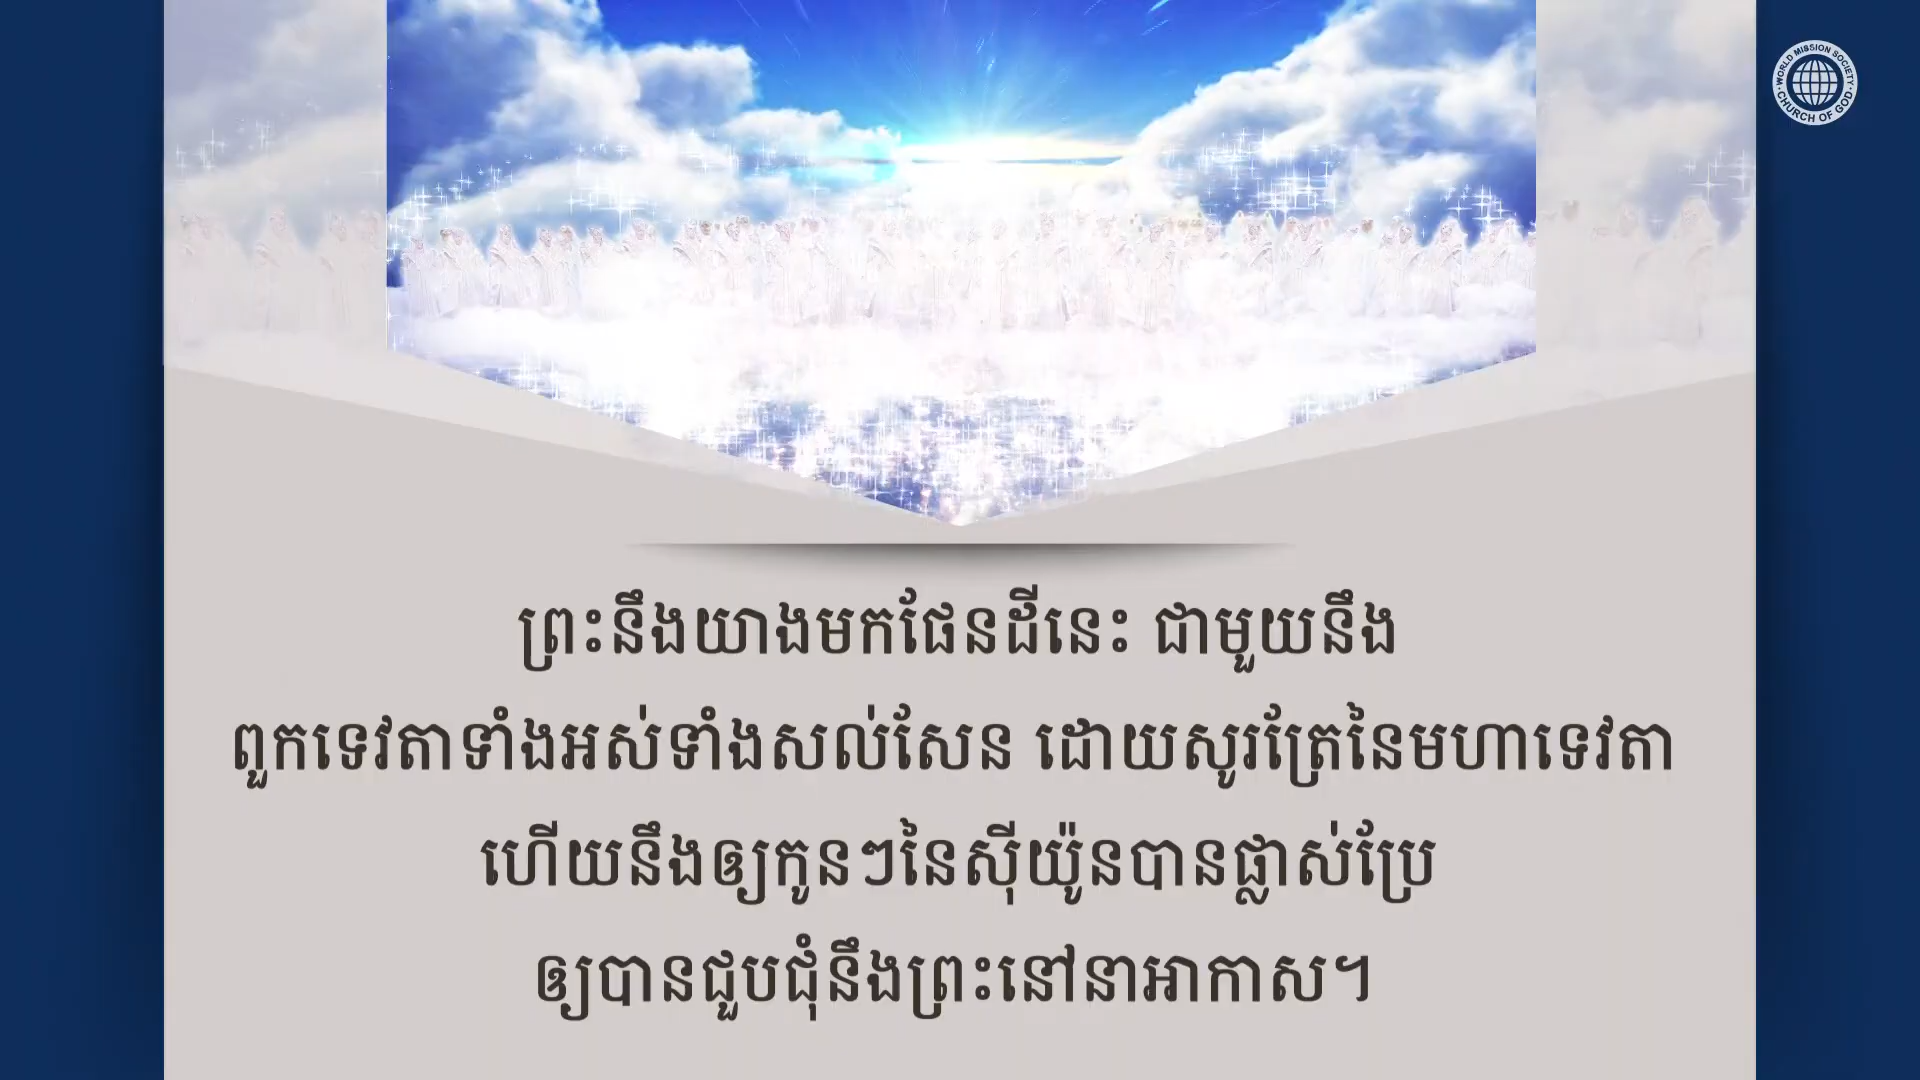 WORLD MISSION SOCIETY CHURCH OF GOD
ព្រះនឹងយាងមកផែនដីនេះ ជាមួយនឹង
ពួកទេវតាទាំងអស់ទាំងសល់សែន ដោយសូរត្រែនៃមហាទេវតា
ហើយនឹងឲ្យកូនៗនៃស៊ីយ៉ូនបានផ្លាស់ប្រែ
ឲ្យបានជួបជុំនឹងព្រះនៅនាអាកាស។